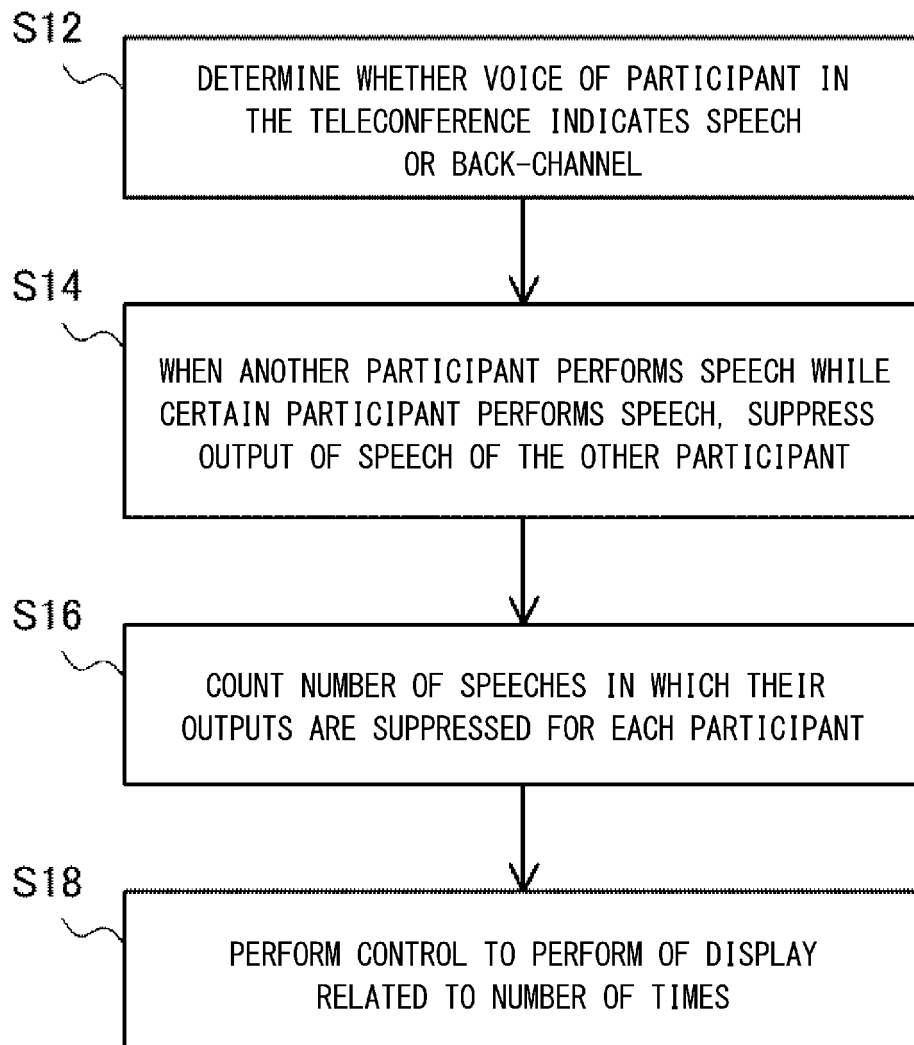 S12
DETERMINE WHETHER VOICE OF PARTICIPANT IN
THE TELECONFERENCE INDICATES SPEECH
OR BACK-CHANNEL
S14
WHEN ANOTHER PARTICIPANT PERFORMS SPEECH WHILE
CERTAIN PARTICIPANT PERFORMS SPEECH, SUPPRESS
OUTPUT OF SPEECH OF THE OTHER PARTICIPANT
S16
COUNT NUMBER OF SPEECHES IN WHICH THEIR
OUTPUTS ARE SUPPRESSED FOR EACH PARTICIPANT
S18
PERFORM CONTROL TO PERFORM OF DISPLAY
RELATED TO NUMBER OF TIMES